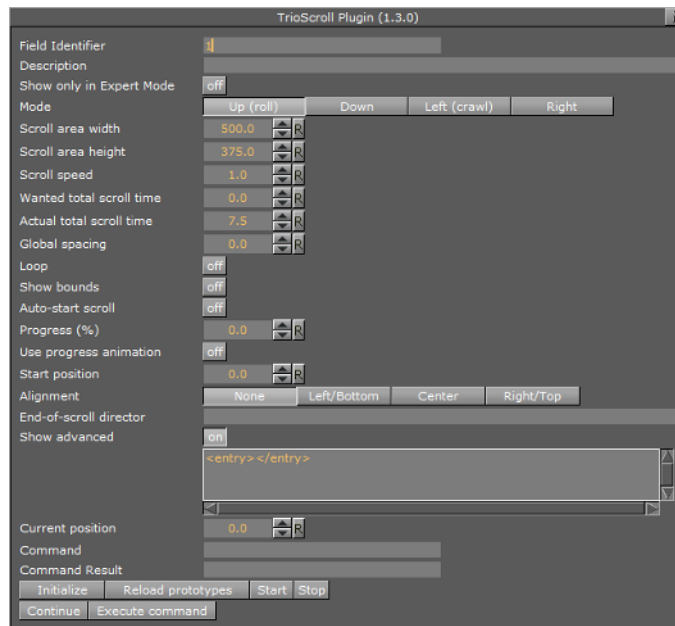 TrioScroll Plugin (1.3.0)
Field Identifier 1
Description
Show only in Expert Mode off
Mode Up (roll) Down Left (crawl) Right
Scroll area width 500.0 R
Scroll area height 375.0 R
Scroll speed 1.0 R
Wanted total scroll time 0.0 R
Actual total scroll time 7.5 R
Global spacing 0.0 R
Loop off
Show bounds off
Auto-start scroll off
Progress (%) 0.0 R
Use progress animation off
Start position 0.0 R
Alignment None Left/Bottom Center Right/Top
End-of-scroll director
Show advanced on
<entry></entry>
Current position 0.0 R
Command
Command Result
Initialize Reload prototypes Start Stop
Continue Execute command